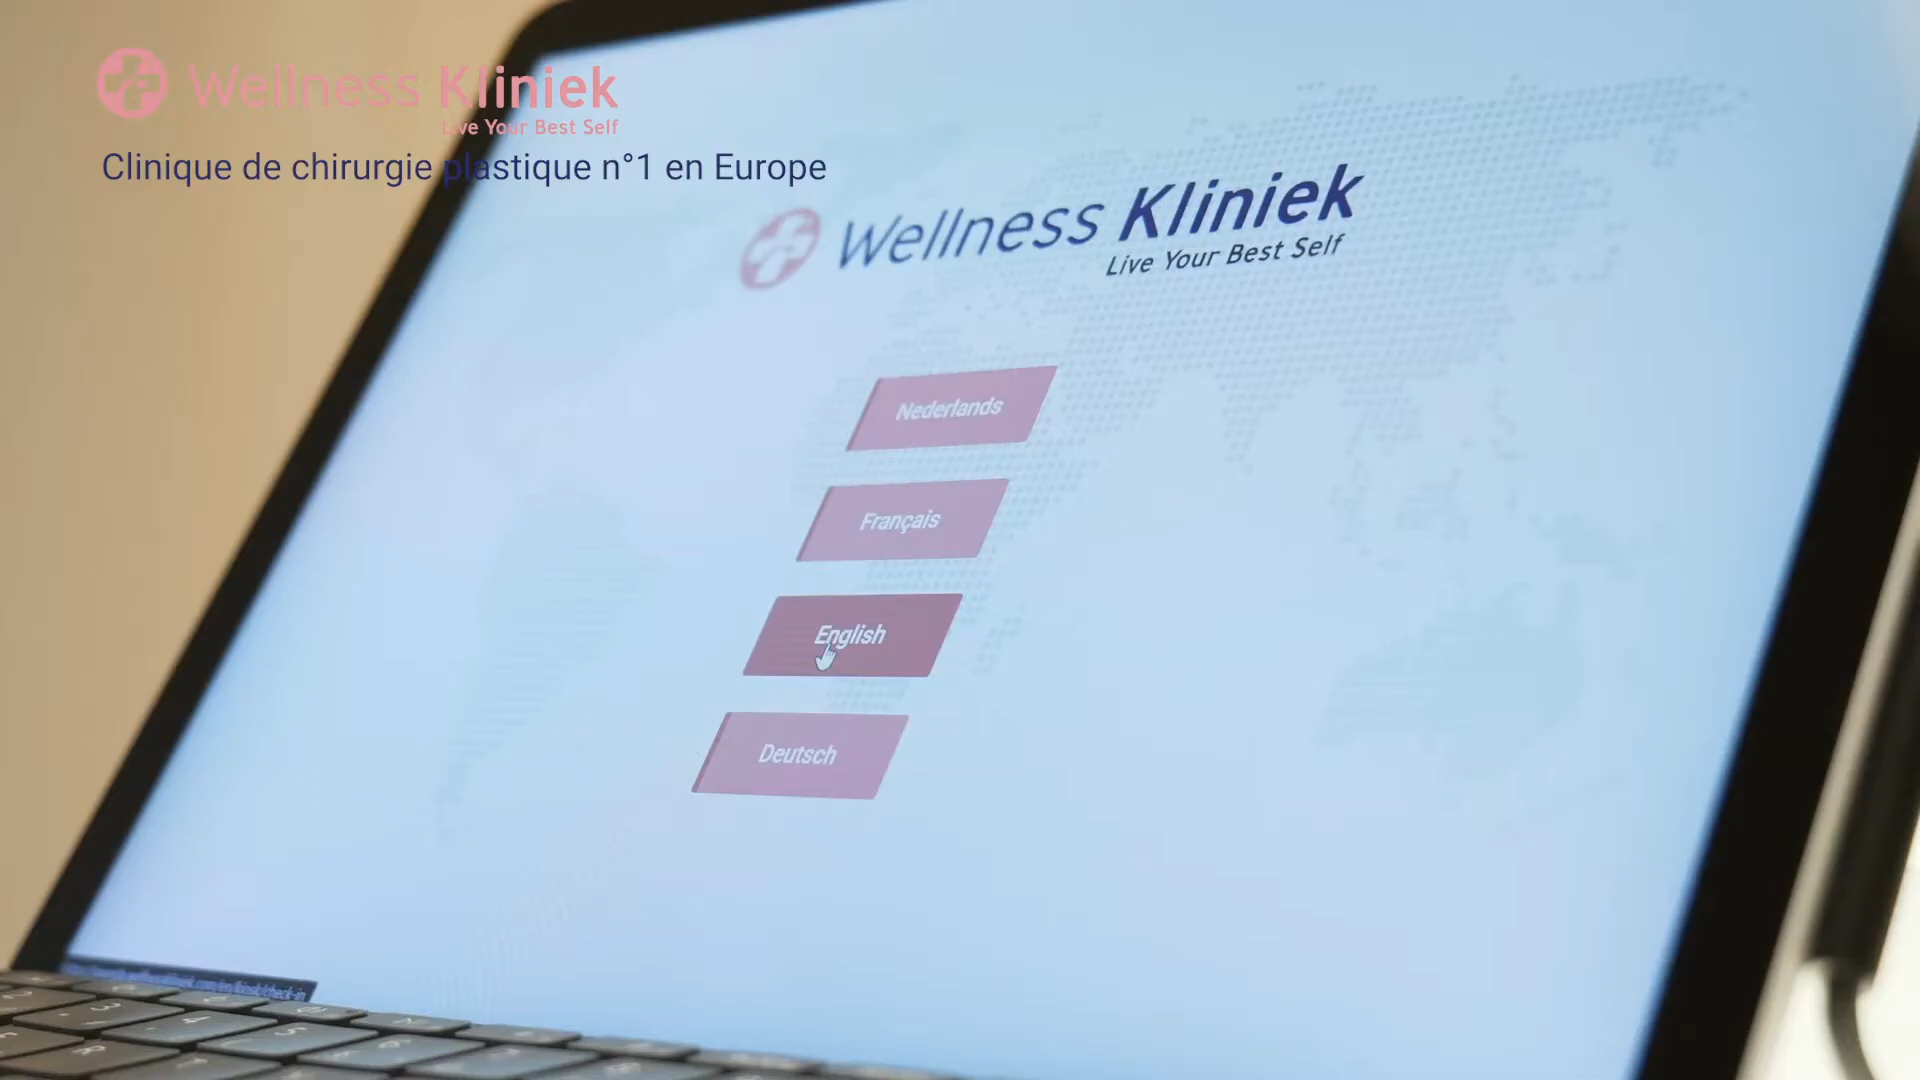 Wellness Kliniek
Live Your Best Self
Clinique de chirurgie plastique n°1 en Europe
Wellness Kliniek
Live Your Best Self
Nederlands
Français
English
Deutsch